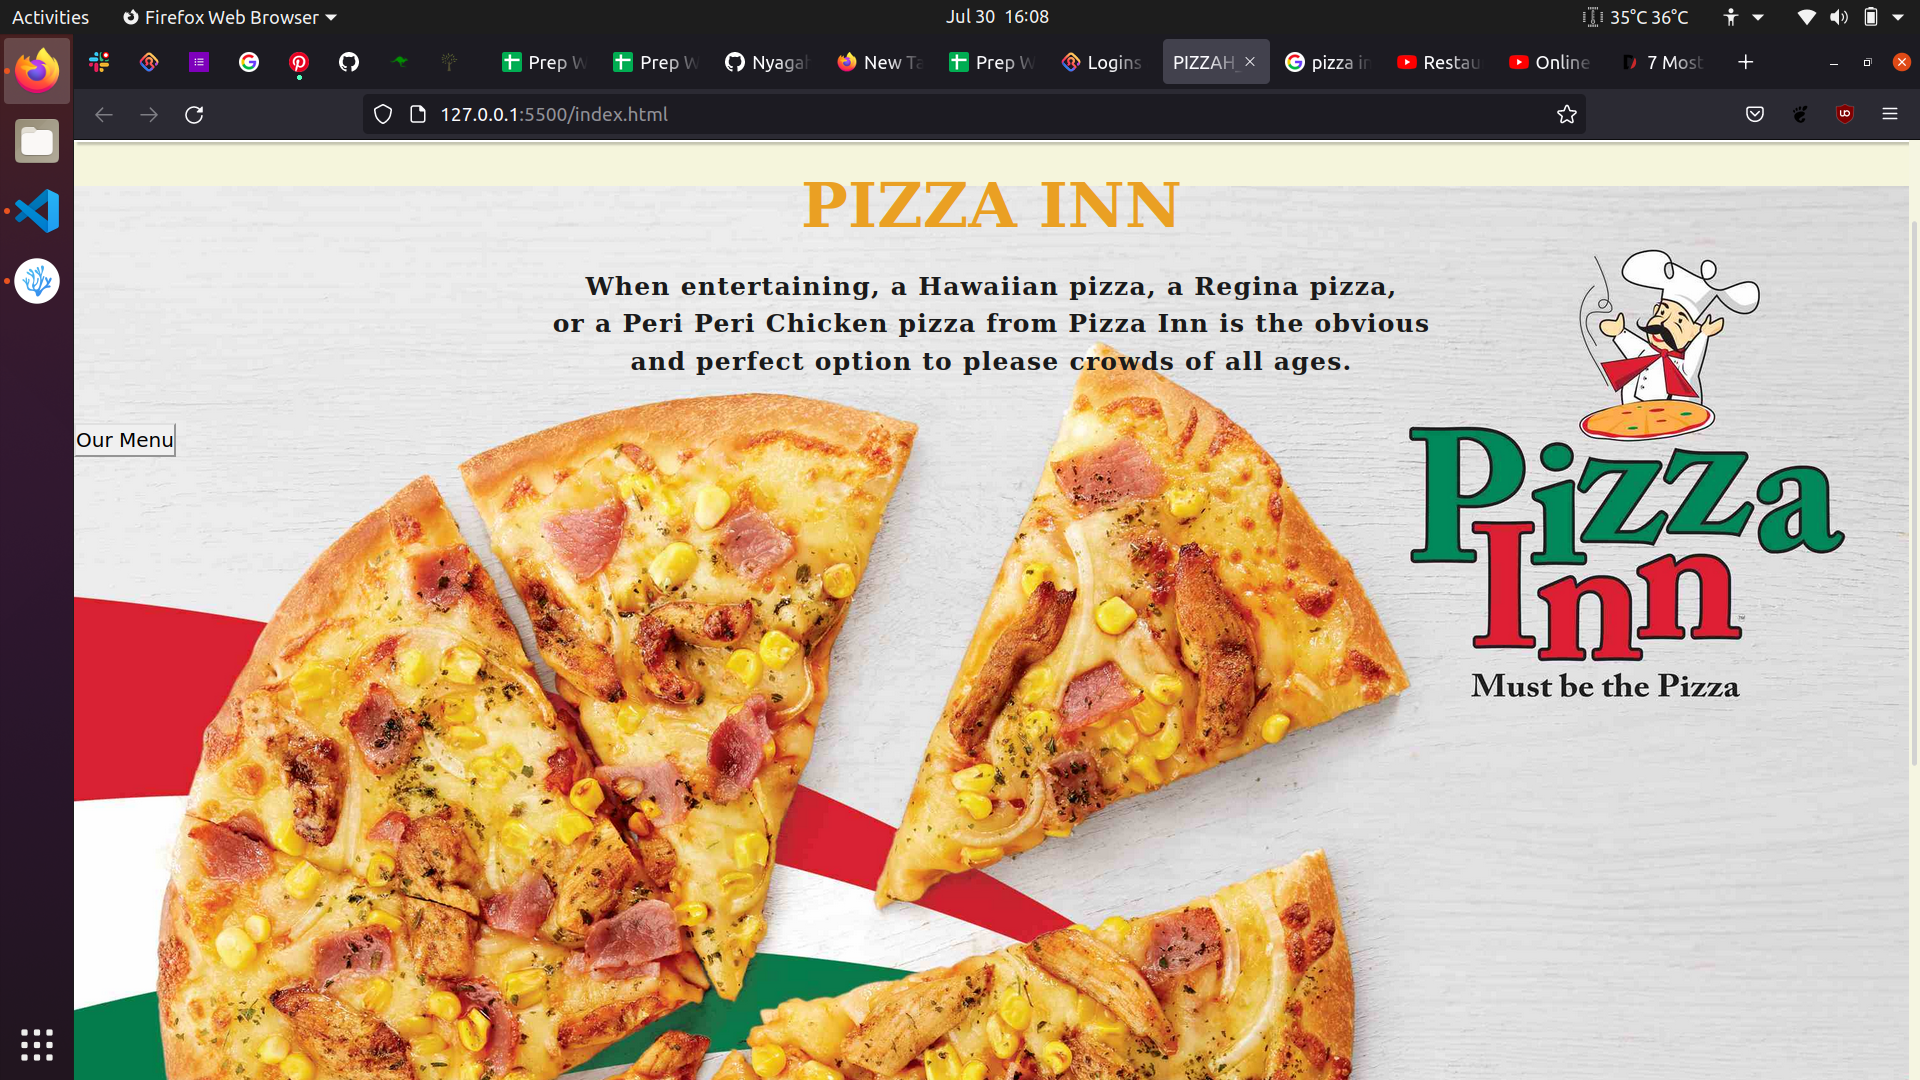 Activities
Firefox Web Browser
Jul 30 16:08
35°C 36°C
Prep W
Prep W
Nyagah
New Ta
Prep W
Logins
PIZZAH_
pizza in
Restau
Online
7 Most
127.0.0.1:5500/index.html
PIZZA INN
When entertaining, a Hawaiian pizza, a Regina pizza,
or a Peri Peri Chicken pizza from Pizza Inn is the obvious
and perfect option to please crowds of all ages.
Our Menu
Pizza
Inn
Must be the Pizza